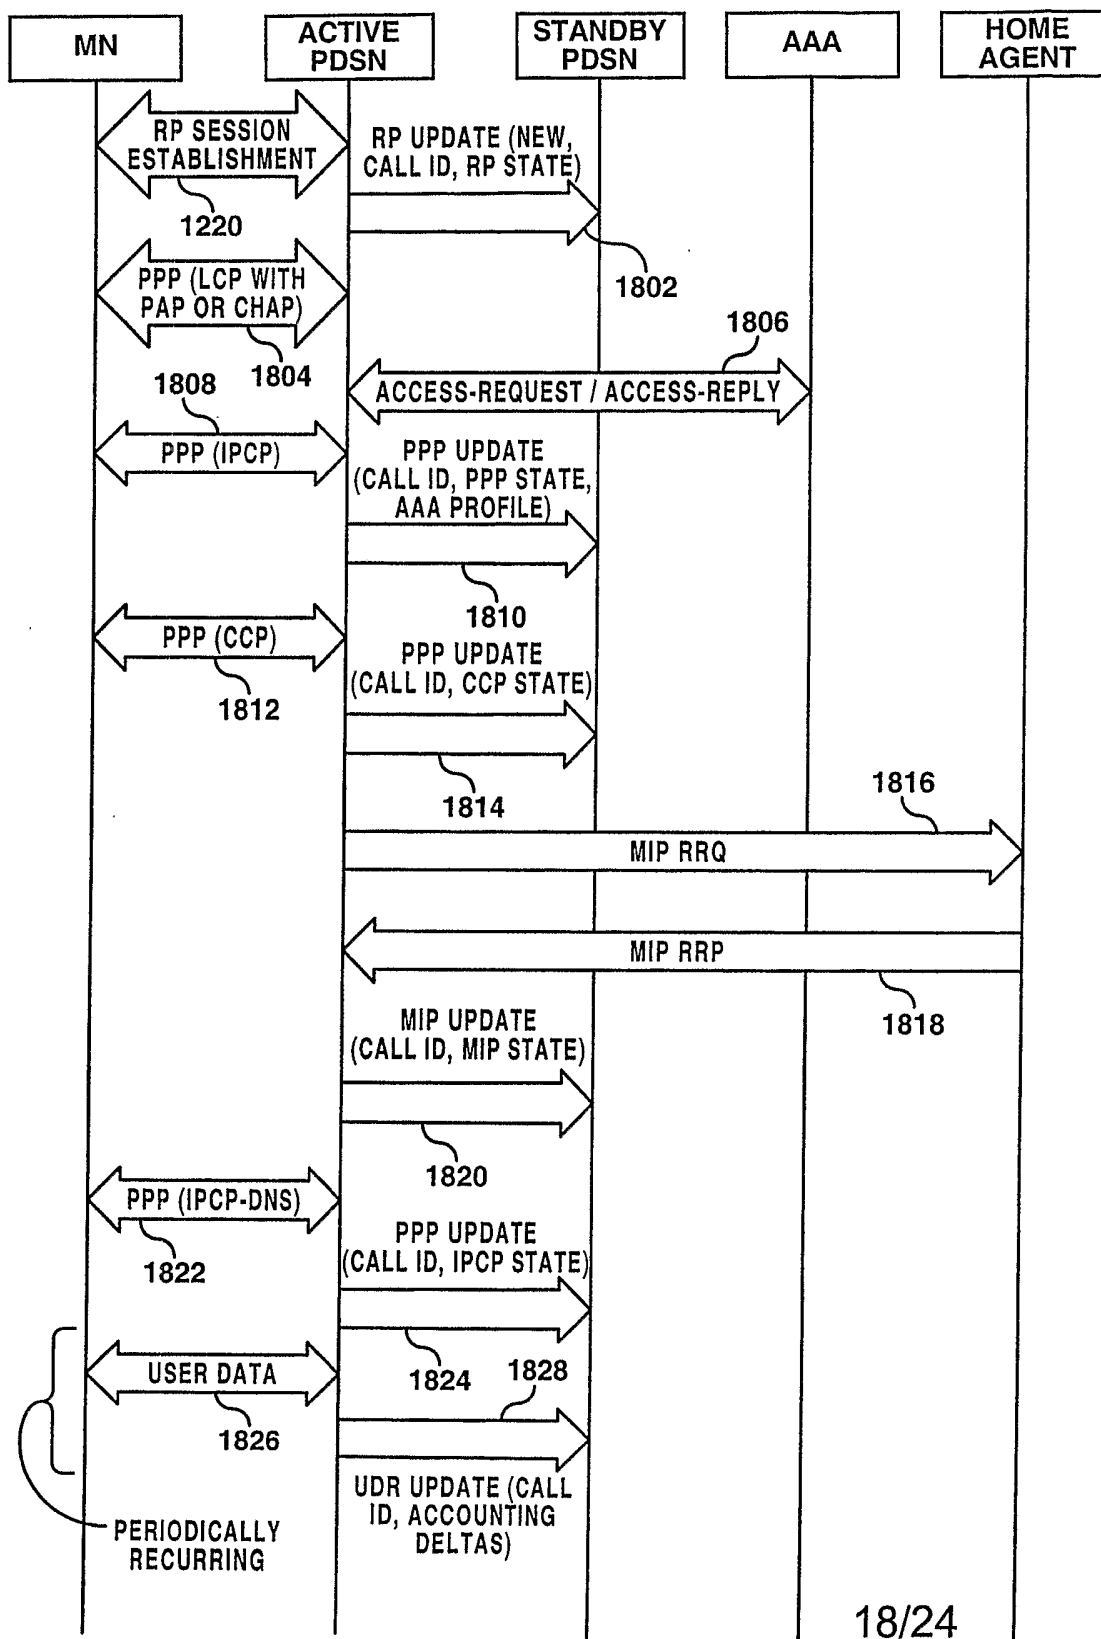 MN
ACTIVE
PDSN
STANDBY
PDSN
AAA
HOME
AGENT
RP SESSION
ESTABLISHMENT
1220
RP UPDATE (NEW,
CALL ID, RP STATE)
1802
PPP (LCP WITH
PAP OR CHAP)
1804
1806
ACCESS-REQUEST / ACCESS-REPLY
1808
PPP (IPCP)
PPP UPDATE
(CALL ID, PPP STATE,
AAA PROFILE)
1810
PPP (CCP)
1812
PPP UPDATE
(CALL ID, CCP STATE)
1814
1816
MIP RRQ
MIP RRP
1818
MIP UPDATE
(CALL ID, MIP STATE)
1820
PPP (IPCP-DNS)
1822
PPP UPDATE
(CALL ID, IPCP STATE)
1824
USER DATA
1826
1828
UDR UPDATE (CALL
ID, ACCOUNTING
DELTAS)
PERIODICALLY
RECURRING
18/24